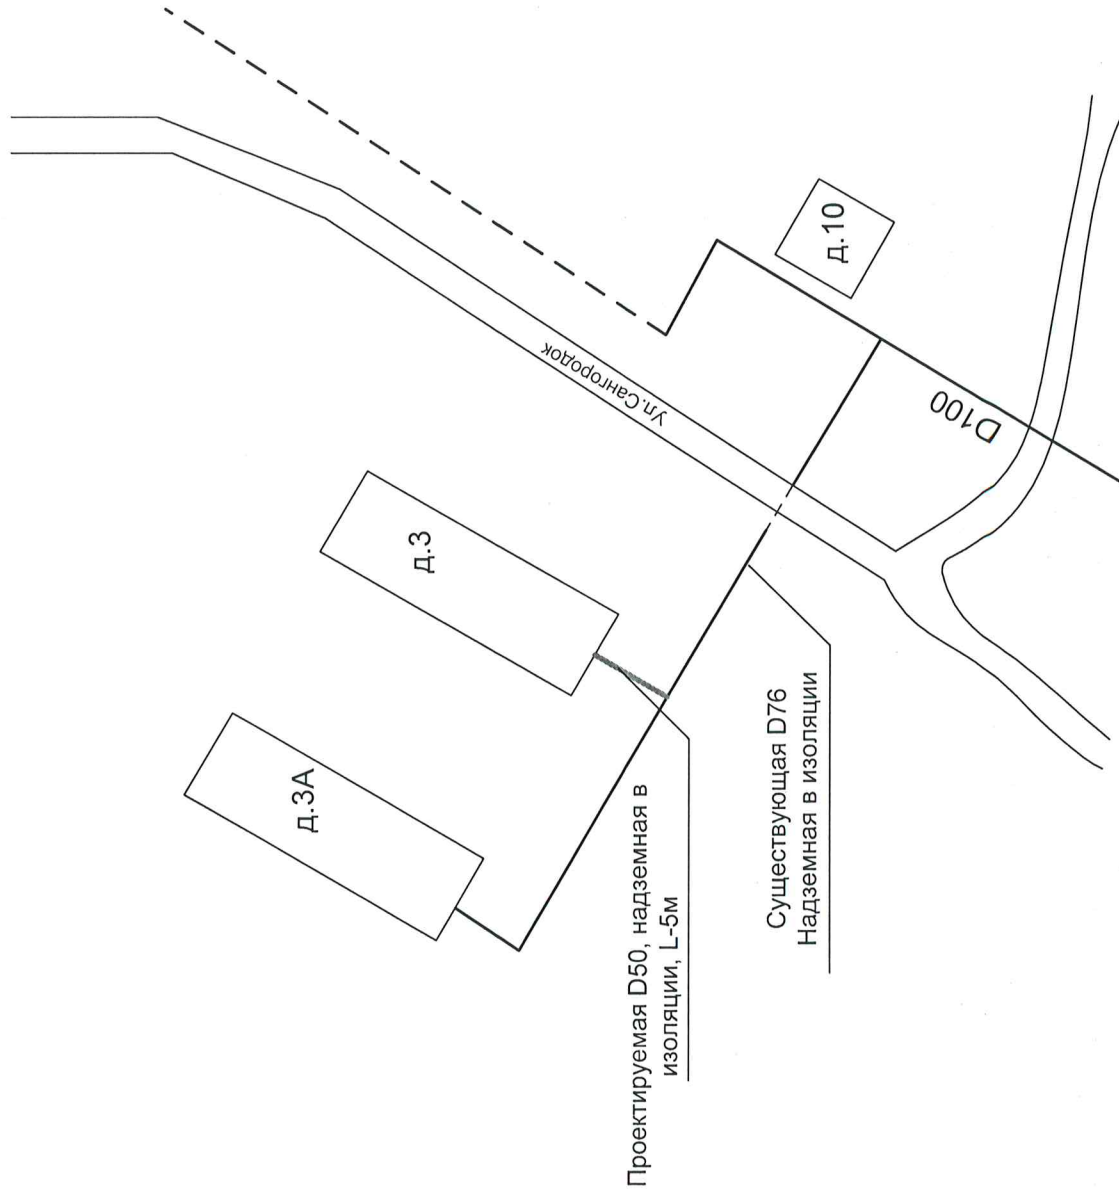 д.3А
д.3
д.10
Ул.Сангородок
D100
Проектируемая D50, надземная в
изоляции, L-5м
Существующая D76
Надземная в изоляции